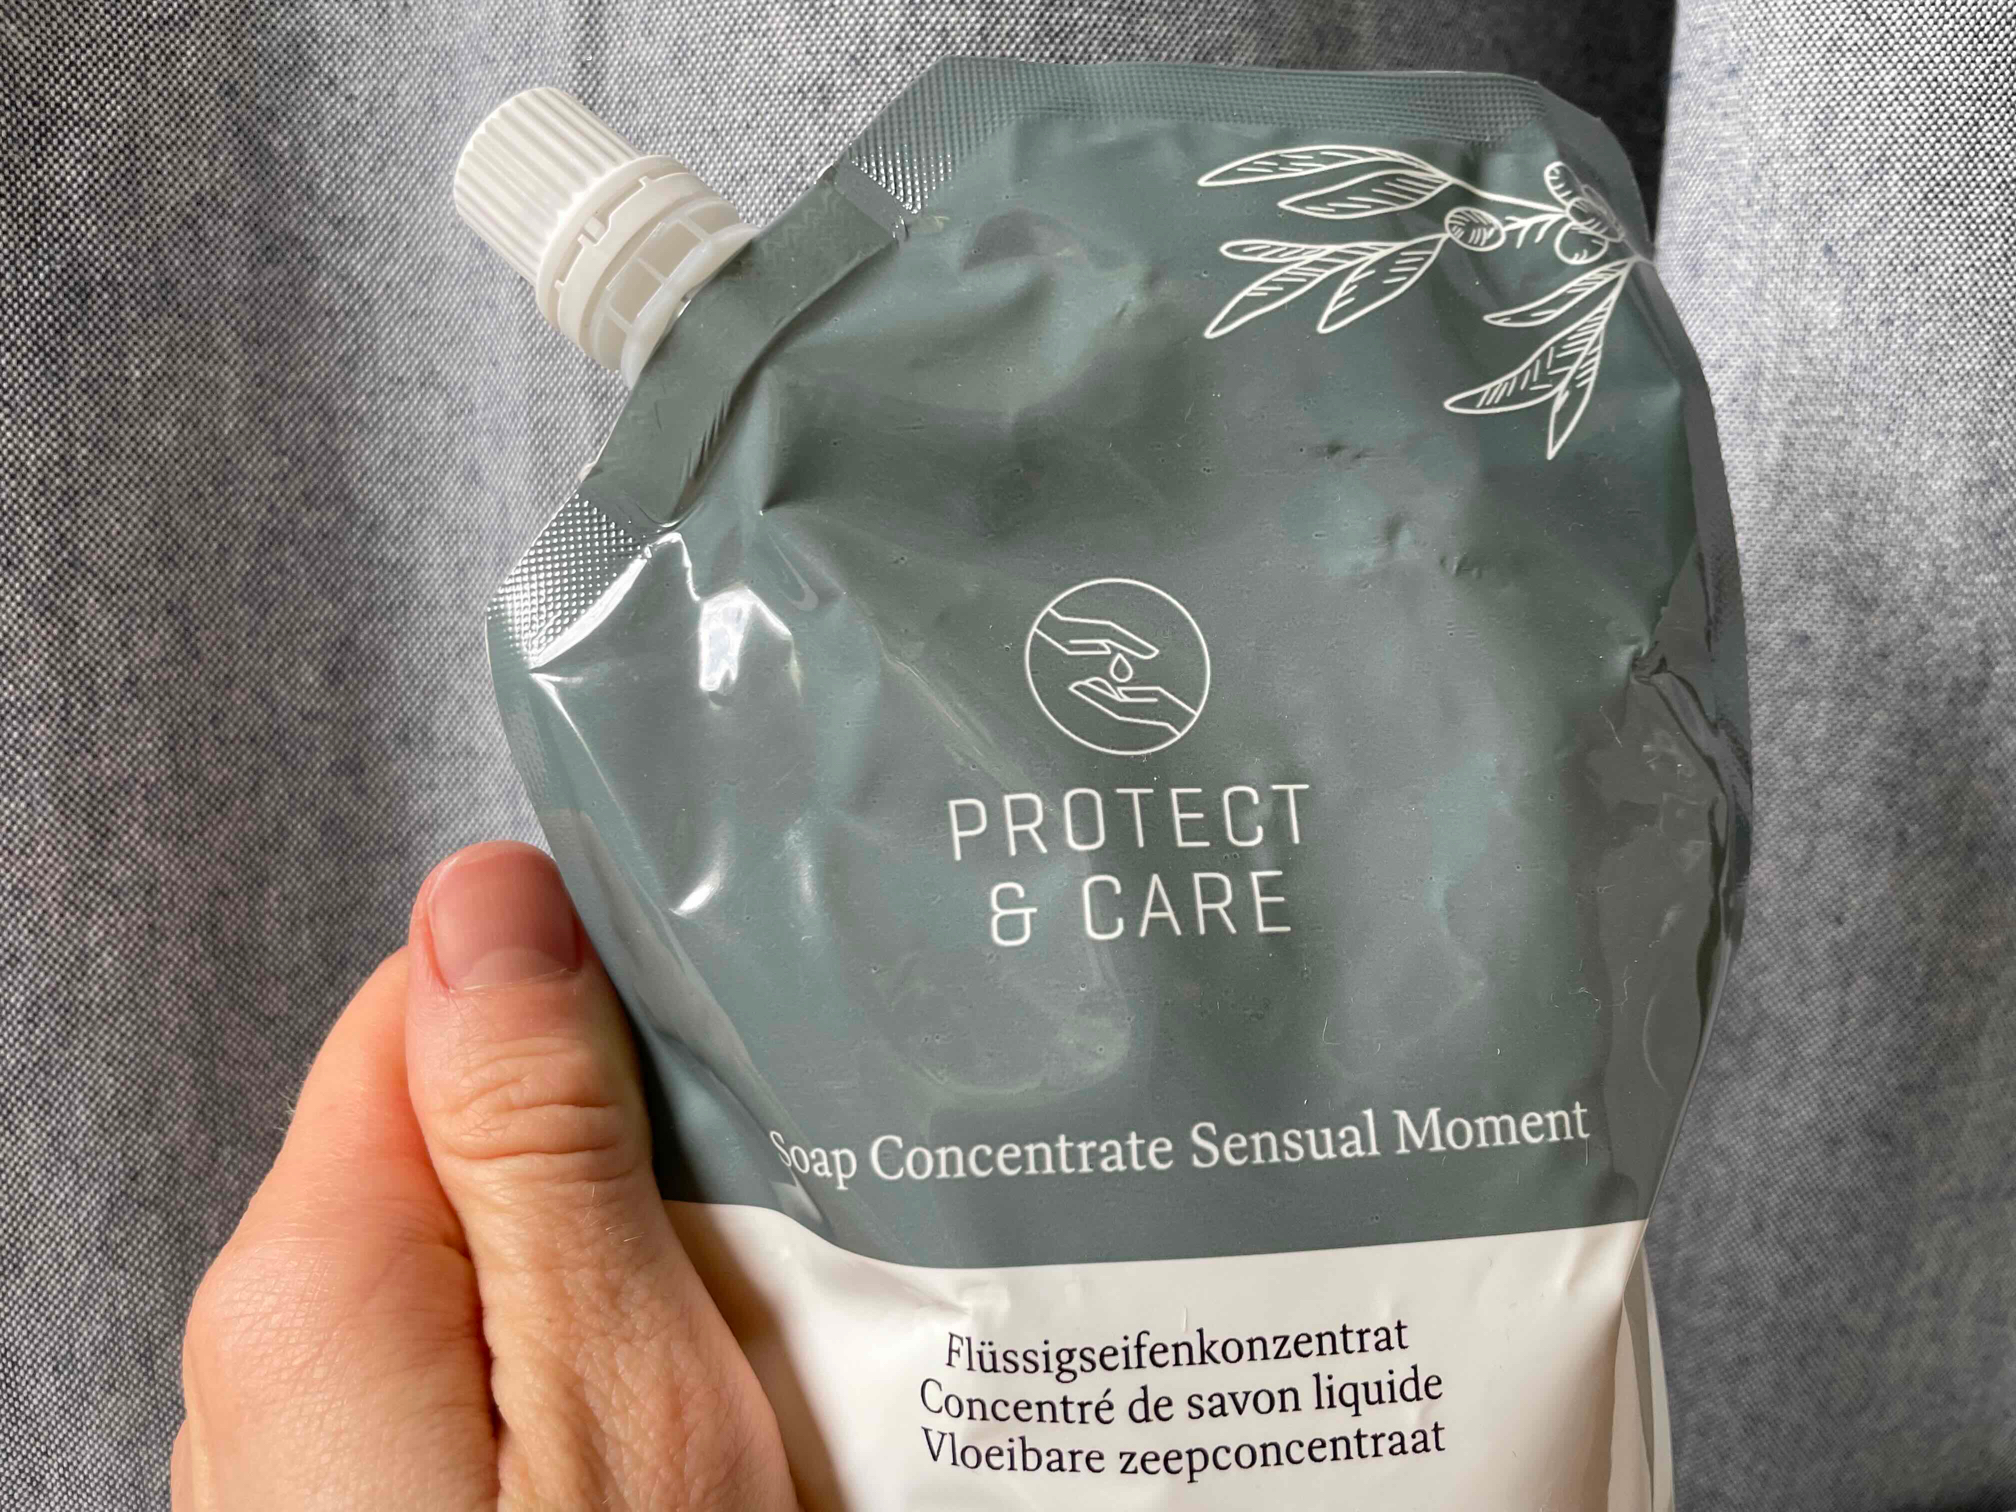 PROTECT
& CARE
Soap Concentrate Sensual Moment
Flüssigseifenkonzentrat
Concentré de savon liquide
Vloeibare zeepconcentraat